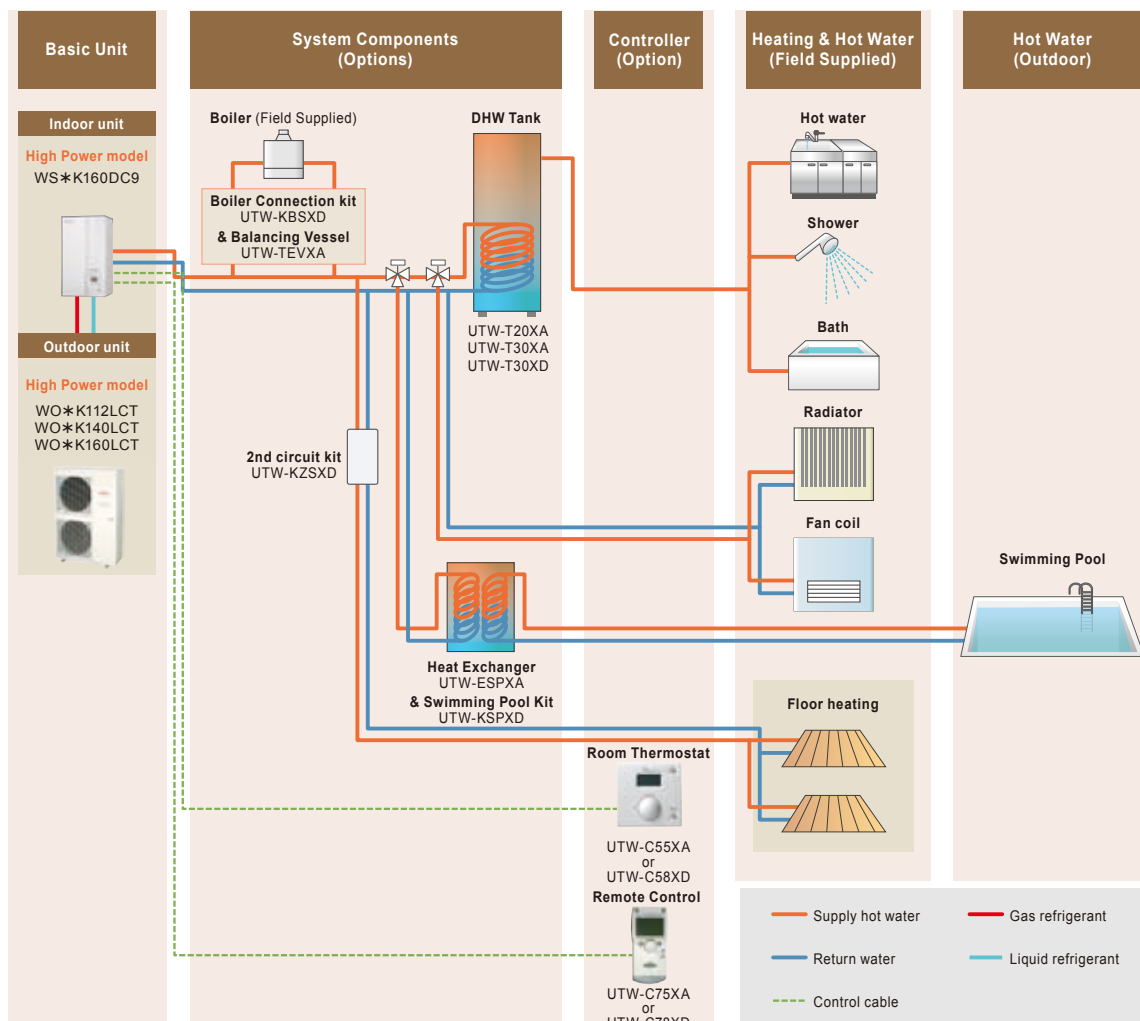 Basic Unit
System Components
(Options)
Controller
(Option)
Heating & Hot Water
(Field Supplied)
Hot Water
(Outdoor)
Indoor unit
High Power model
WS＊K160DC9
Outdoor unit
High Power model
WO＊K112LCT
WO＊K140LCT
WO＊K160LCT
Boiler (Field Supplied)
Boiler Connection kit
UTW-KBSXD
& Balancing Vessel
UTW-TEVXA
DHW Tank
UTW-T20XA
UTW-T30XA
UTW-T30XD
2nd circuit kit
UTW-KZSXD
Heat Exchanger
UTW-ESPXA
& Swimming Pool Kit
UTW-KSPXD
Room Thermostat
UTW-C55XA
or
UTW-C58XD
Remote Control
UTW-C75XA
or
UTW-C78XD
Hot water
Shower
Bath
Radiator
Fan coil
Floor heating
Swimming Pool
Supply hot water
Gas refrigerant
Return water
Liquid refrigerant
Control cable